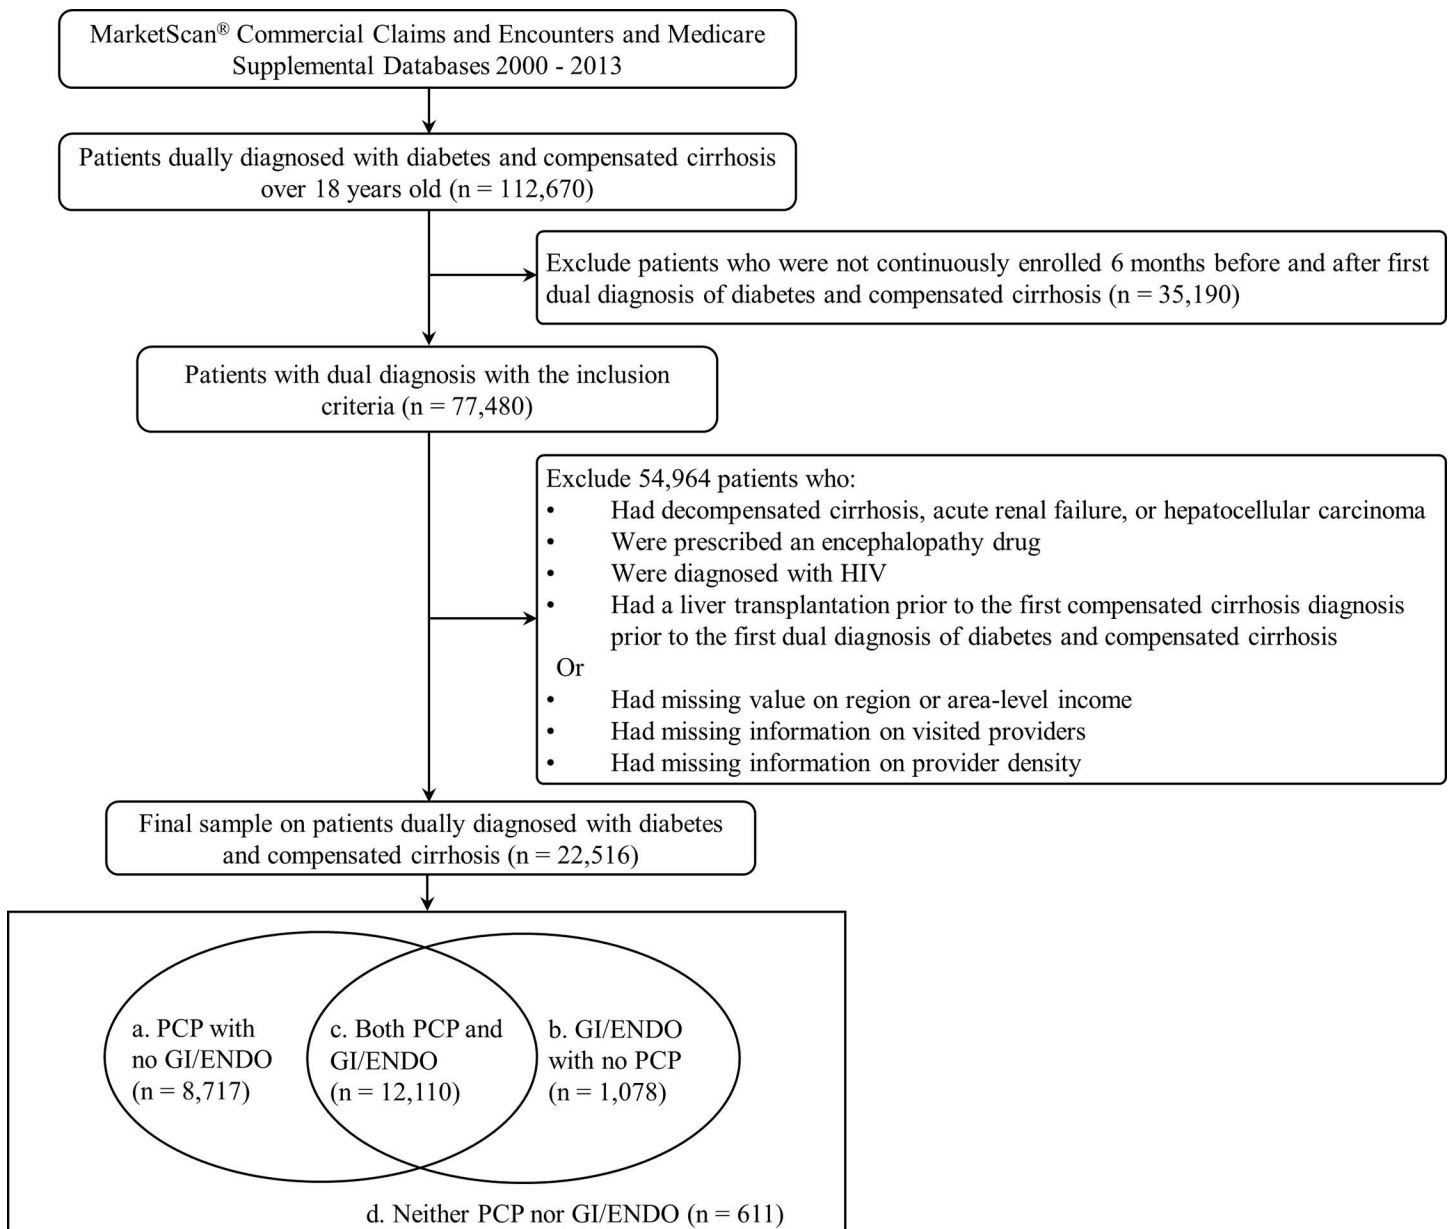 MarketScan® Commercial Claims and Encounters and Medicare
Supplemental Databases 2000 - 2013
Patients dually diagnosed with diabetes and compensated cirrhosis
over 18 years old (n = 112,670)
Exclude patients who were not continuously enrolled 6 months before and after first
dual diagnosis of diabetes and compensated cirrhosis (n = 35,190)
Patients with dual diagnosis with the inclusion
criteria (n = 77,480)
Exclude 54,964 patients who:
• Had decompensated cirrhosis, acute renal failure, or hepatocellular carcinoma
• Were prescribed an encephalopathy drug
• Were diagnosed with HIV
• Had a liver transplantation prior to the first compensated cirrhosis diagnosis
prior to the first dual diagnosis of diabetes and compensated cirrhosis
Or
• Had missing value on region or area-level income
• Had missing information on visited providers
• Had missing information on provider density
Final sample on patients dually diagnosed with diabetes
and compensated cirrhosis (n = 22,516)
a. PCP with
no GI/ENDO
(n = 8,717)
c. Both PCP and
GI/ENDO
(n = 12,110)
b. GI/ENDO
with no PCP
(n = 1,078)
d. Neither PCP nor GI/ENDO (n = 611)